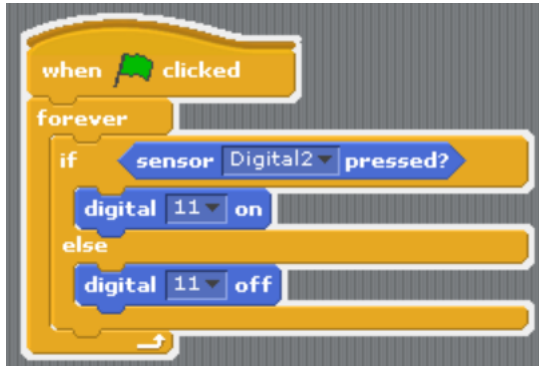 when clicked
forever
if sensor Digital2 pressed?
digital 11 on
else
digital 11 off